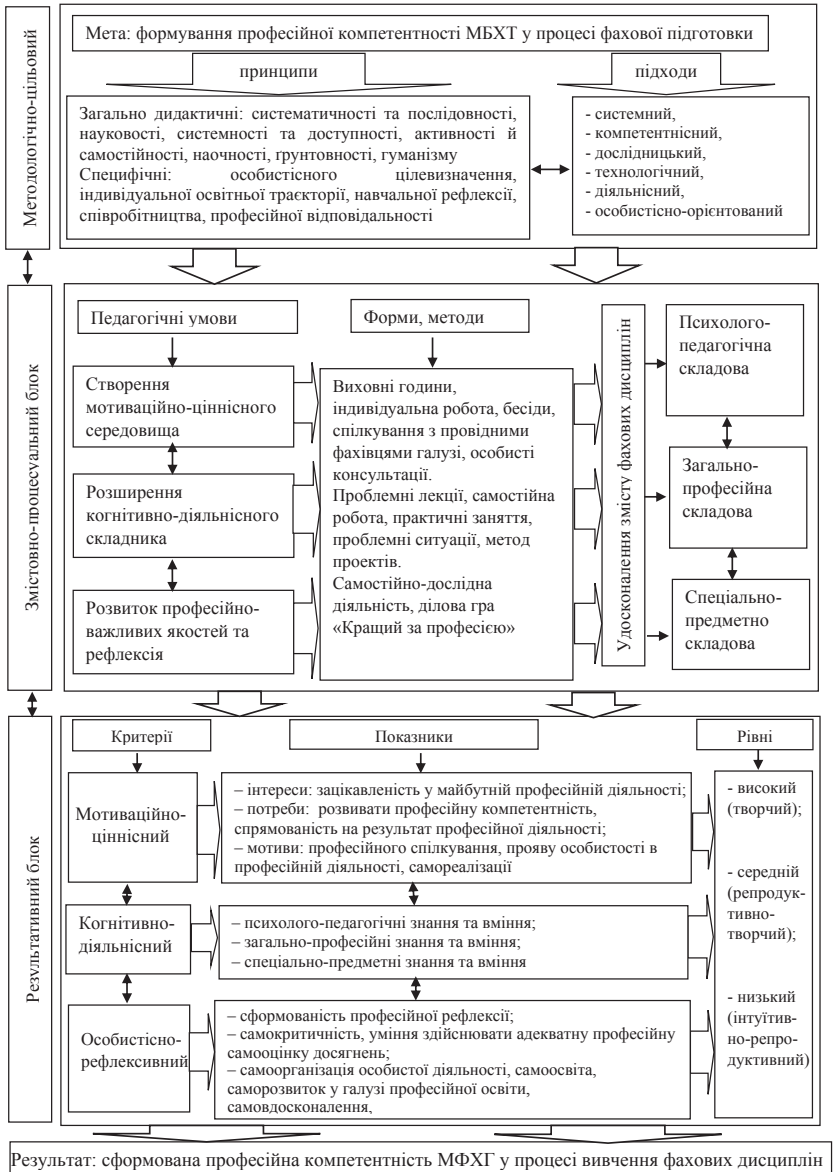 Методологічно-цільовий
Мета: формування професійної компетентності МБХТ у процесі фахової підготовки
принципи
підходи
Загально дидактичні: систематичності та послідовності,
науковості, системності та доступності, активності й
самостійності, наочності, ґрунтовності, гуманізму
Специфічні: особистісного цілевизначення,
індивідуальної освітньої траєкторії, навчальної рефлексії,
співробітництва, професійної відповідальності
- системний,
- компетентнісний,
- дослідницький,
- технологічний,
- діяльнісний,
- особистісно-орієнтований
Змістовно-процесуальний блок
Педагогічні умови
Створення
мотиваційно-ціннісного
середовища
Розширення
когнітивно-діяльнісного
складника
Розвиток професійно-
важливих якостей та
рефлексія
Форми, методи
Виховні години,
індивідуальна робота, бесіди,
спілкування з провідними
фахівцями галузі, особисті
консультації.
Проблемні лекції, самостійна
робота, практичні заняття,
проблемні ситуації, метод
проектів.
Самостійно-дослідна
діяльність, ділова гра
«Кращий за професією»
Удосконалення змісту фахових дисциплін
Психолого-
педагогічна
складова
Загально-
професійна
складова
Спеціально-
предметно
складова
Результативний блок
Критерії
Показники
Рівні
Мотиваційно-
ціннісний
– інтереси: зацікавленість у майбутній професійній діяльності;
– потреби: розвивати професійну компетентність,
спрямованість на результат професійної діяльності;
– мотиви: професійного спілкування, прояву особистості в
професійній діяльності, самореалізації
Когнітивно-
діяльнісний
– психолого-педагогічні знання та вміння;
– загально-професійні знання та вміння;
– спеціально-предметні знання та вміння
Особистісно-
рефлексивний
– сформованість професійної рефлексії;
– самокритичність, уміння здійснювати адекватну професійну
самооцінку досягнень;
– самоорганізація особистої діяльності, самоосвіта,
саморозвиток у галузі професійної освіти,
самовдосконалення,
- високий
(творчий);
- середній
(репродук-
тивно-
творчий);
- низький
(інтуїтив-
но-репро-
дуктивний)
Результат: сформована професійна компетентність МФХГ у процесі вивчення фахових дисциплін